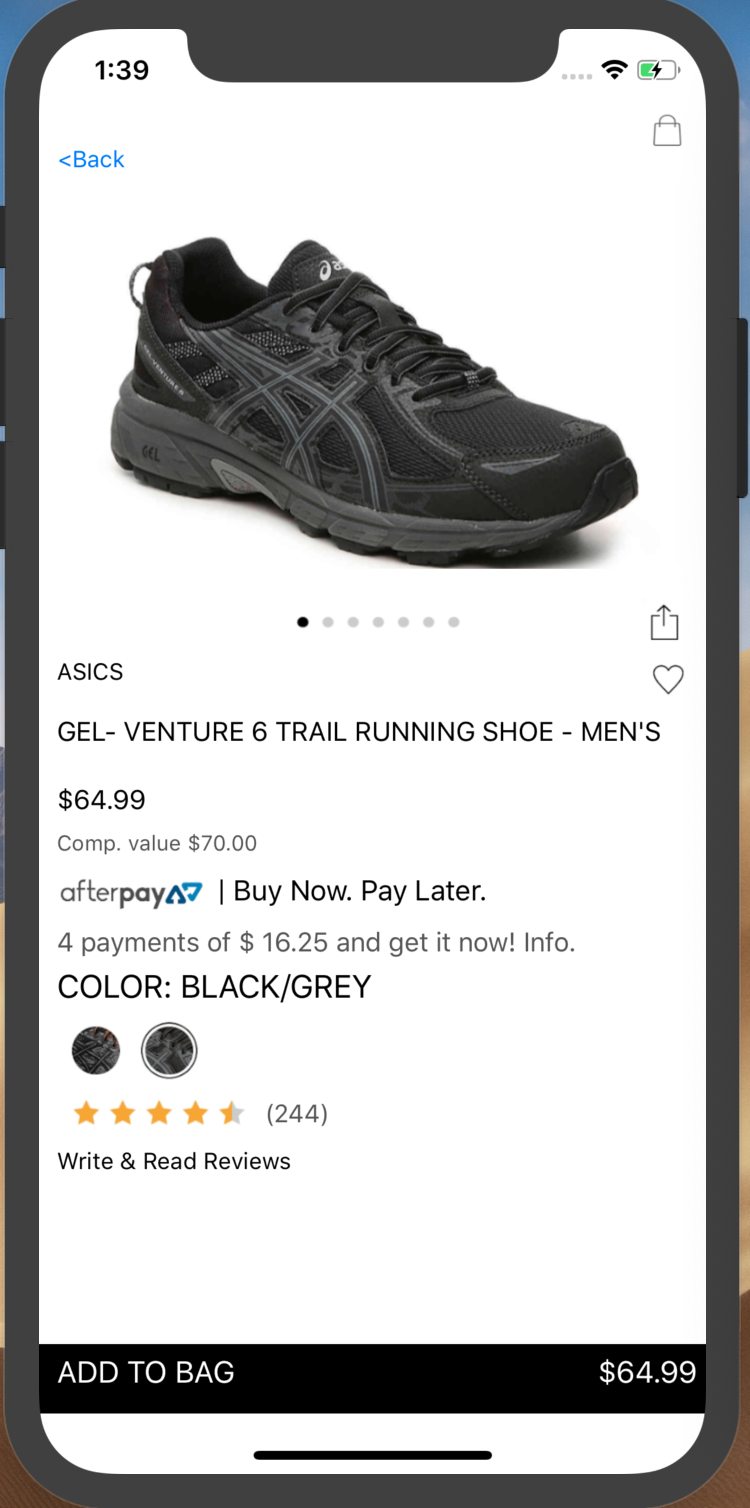 1:39
<Back
GEL
ASICS
GEL- VENTURE 6 TRAIL RUNNING SHOE - MEN'S
$64.99
Comp. value $70.00
afterpay | Buy Now. Pay Later.
4 payments of $ 16.25 and get it now! Info.
COLOR: BLACK/GREY
(244)
Write & Read Reviews
ADD TO BAG $64.99